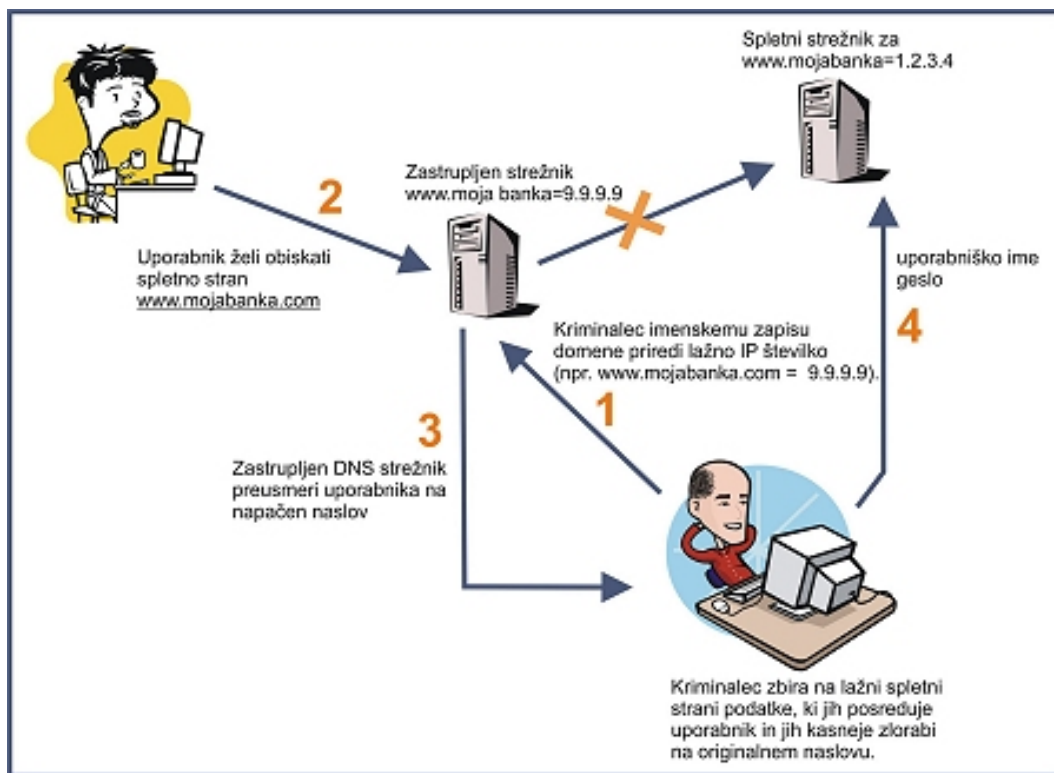 Spletni strežnik za
www.mojabanka=1.2.3.4
Zastrupljen strežnik
www.moja banka=9.9.9.9
2
Uporabnik želi obiskati
spletno stran
www.mojabanka.com
uporabniško ime
geslo
4
Kriminalec imenskemu zapisu
domene priredi lažno IP številko
(npr. www.mojabanka.com = 9.9.9.9).
1
3
Zastrupljen DNS strežnik
preusmeri uporabnika na
napačen naslov
Kriminalec zbira na lažni spletni
strani podatke, ki jih posreduje
uporabnik in jih kasneje zlorabi
na originalnem naslovu.